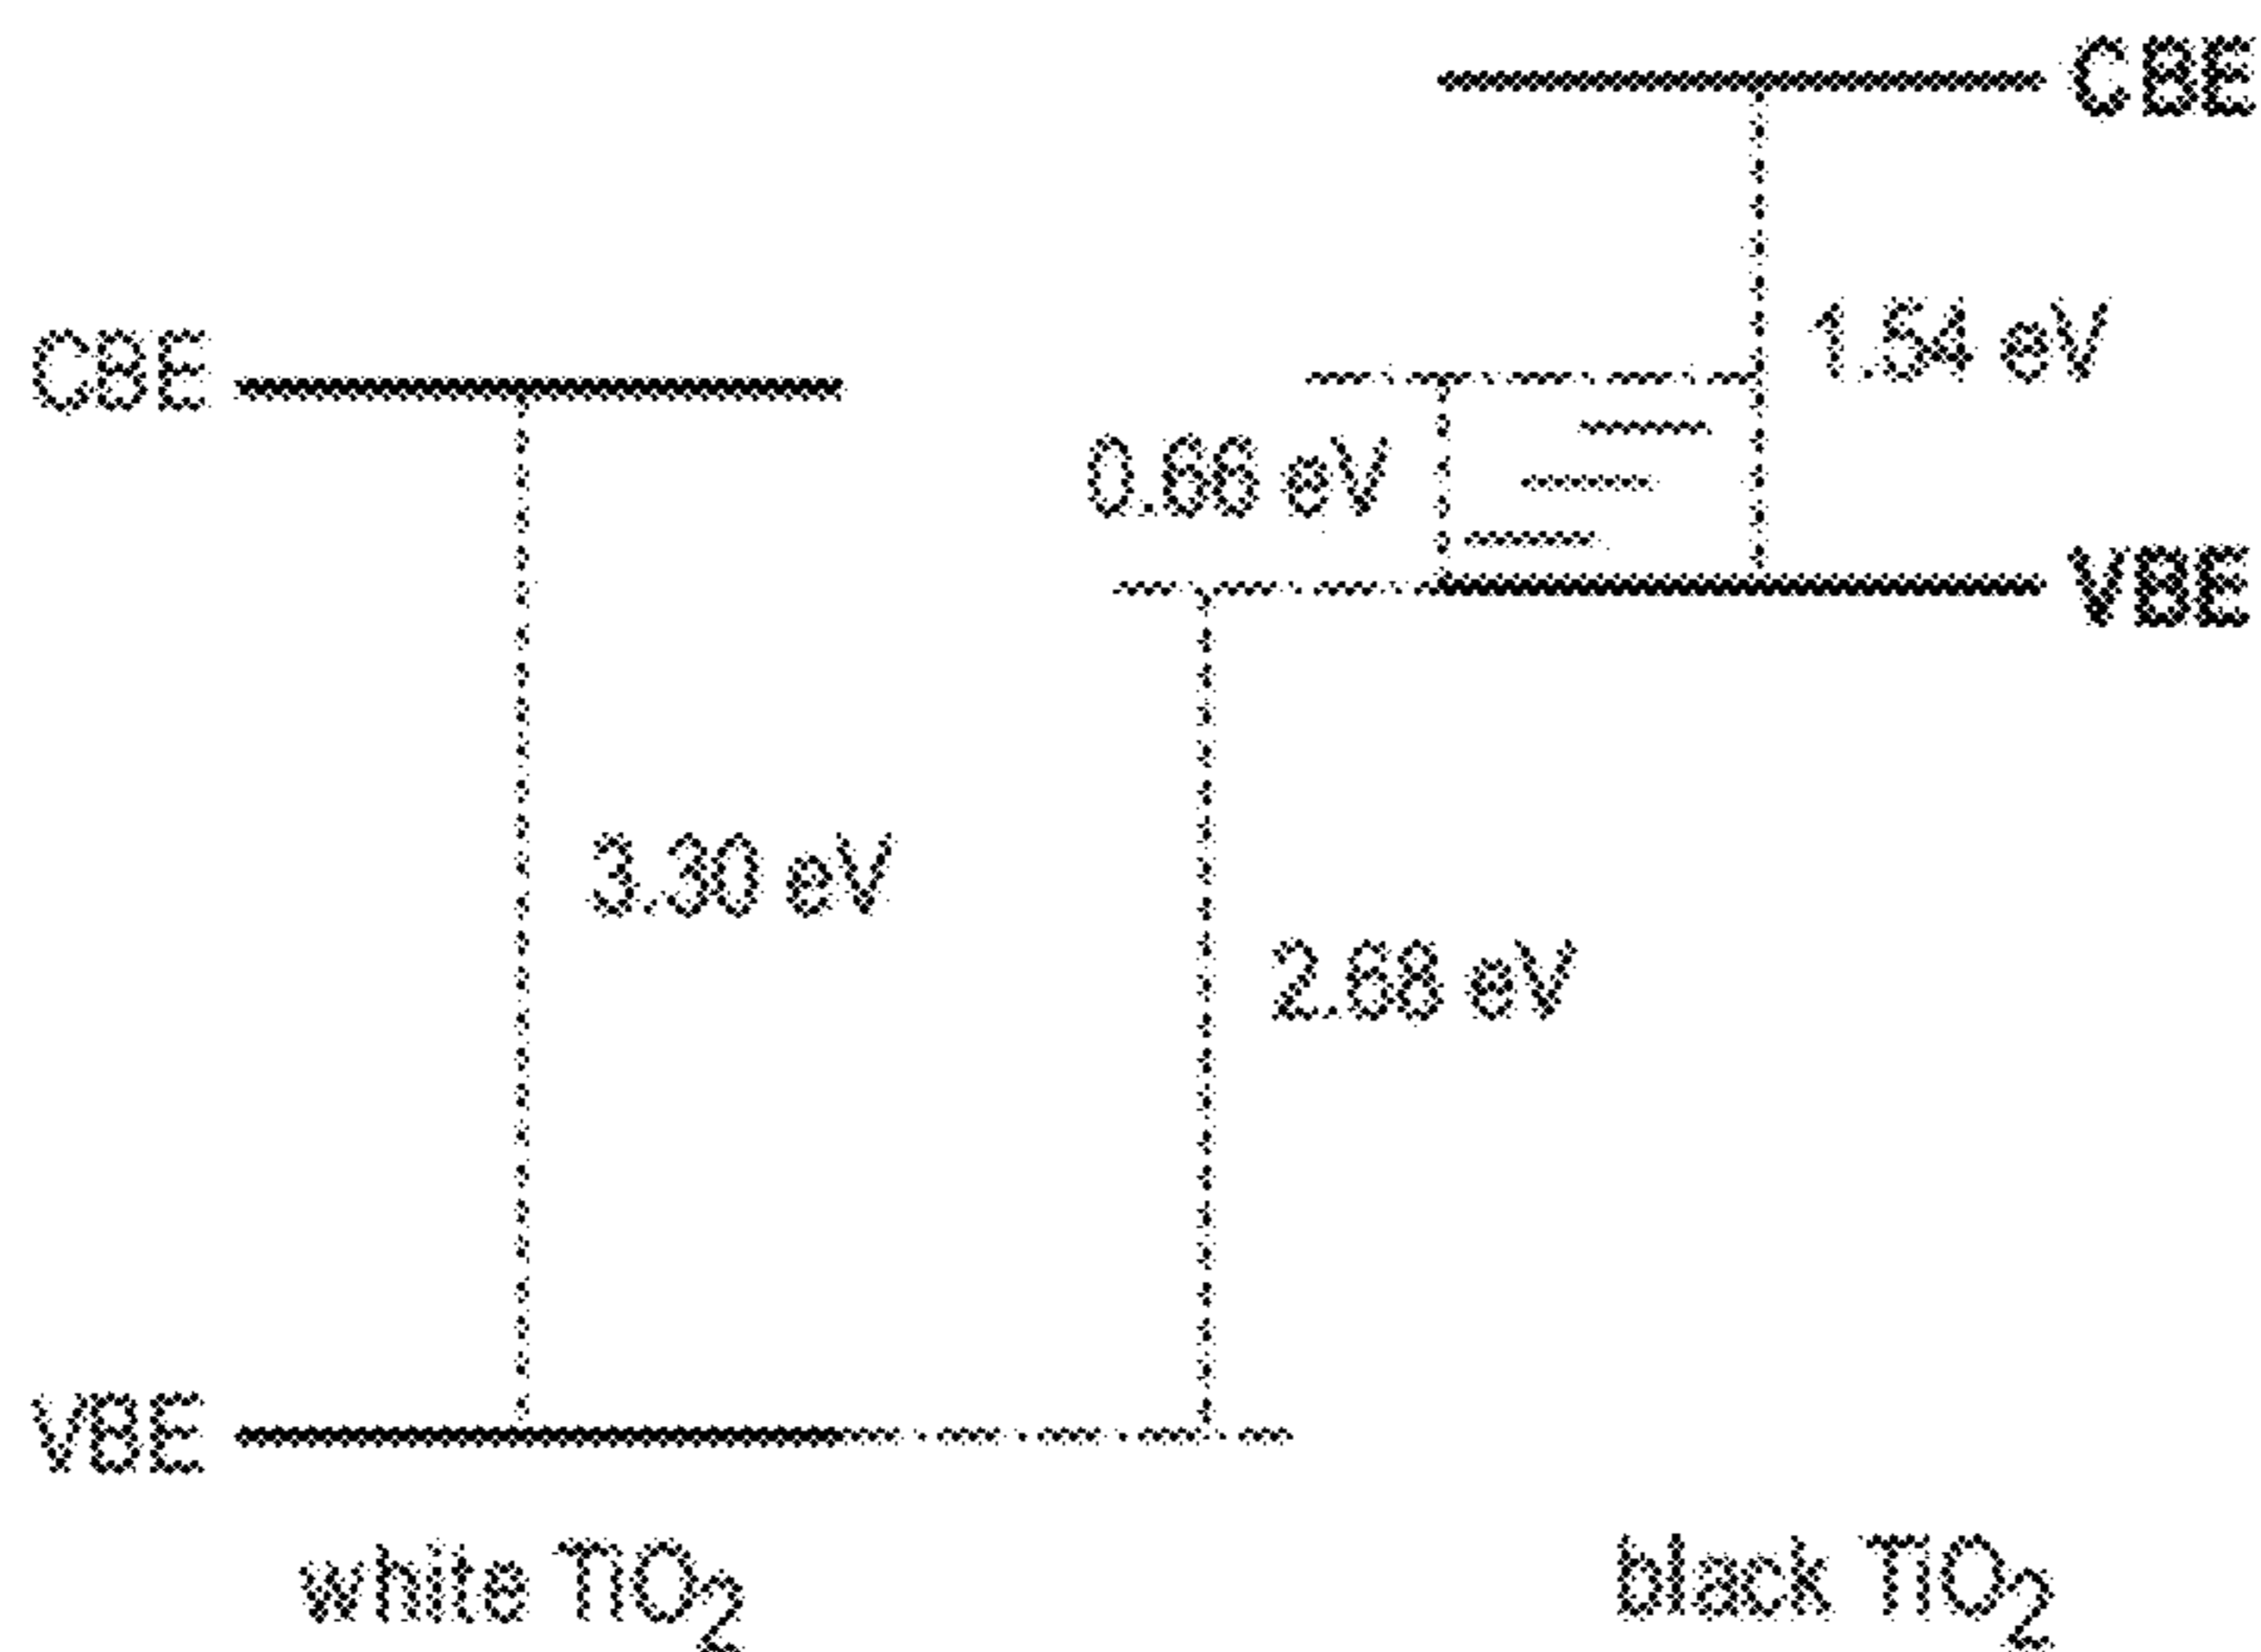 CBE
CBE
1.54 eV
0.66 eV
VBE
3.30 eV
2.68 eV
VBE
white TiO2
black TiO2